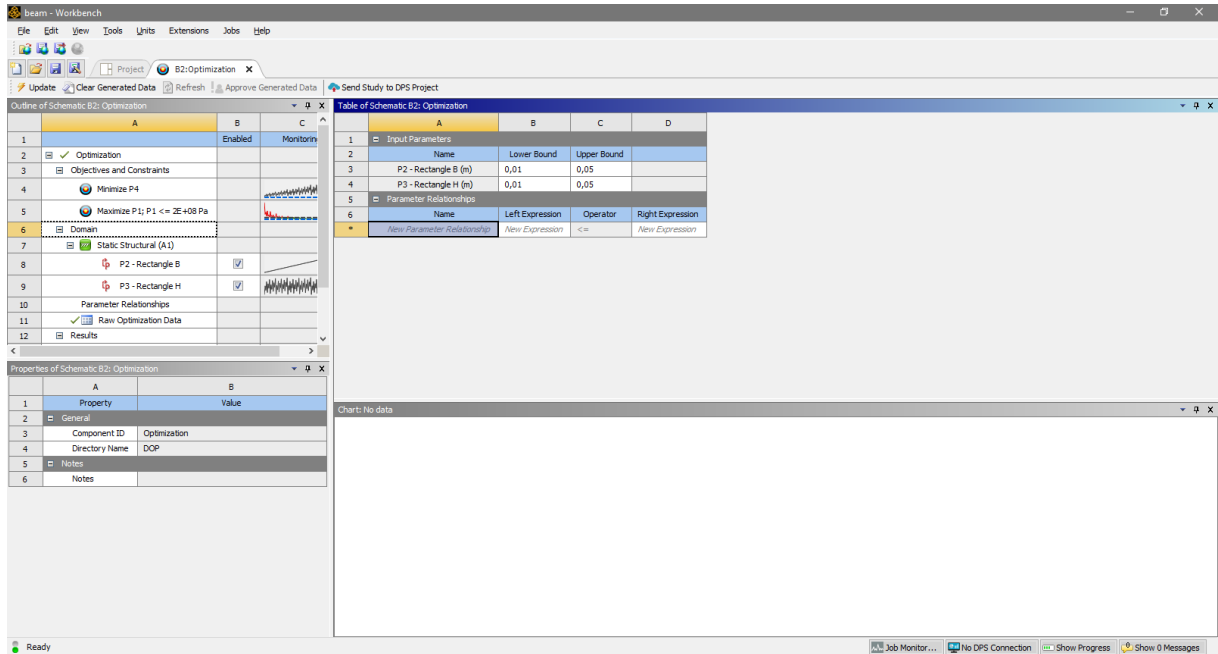 beam - Workbench
File Edit View Tools Units Extensions Jobs Help
Project B2:Optimization
Update Clear Generated Data Refresh Approve Generated Data Send Study to DPS Project
Outline of Schematic B2: Optimization
A B C
1 Enabled Monitorin
2 Optimization
3 Objectives and Constraints
4 Minimize P4
5 Maximize P1; P1 <= 2E+08 Pa
6 Domain
7 Static Structural (A1)
8 P2 - Rectangle B
9 P3 - Rectangle H
10 Parameter Relationships
11 Raw Optimization Data
12 Results
Properties of Schematic B2: Optimization
A B
1 Property Value
2 General
3 Component ID Optimization
4 Directory Name DOP
5 Notes
6 Notes
Table of Schematic B2: Optimization
A B C D
1 Input Parameters
2 Name Lower Bound Upper Bound
3 P2 - Rectangle B (m) 0,01 0,05
4 P3 - Rectangle H (m) 0,01 0,05
5 Parameter Relationships
6 Name Left Expression Operator Right Expression
* New Parameter Relationship New Expression <= New Expression
Chart: No data
Ready Job Monitor... No DPS Connection Show Progress Show 0 Messages